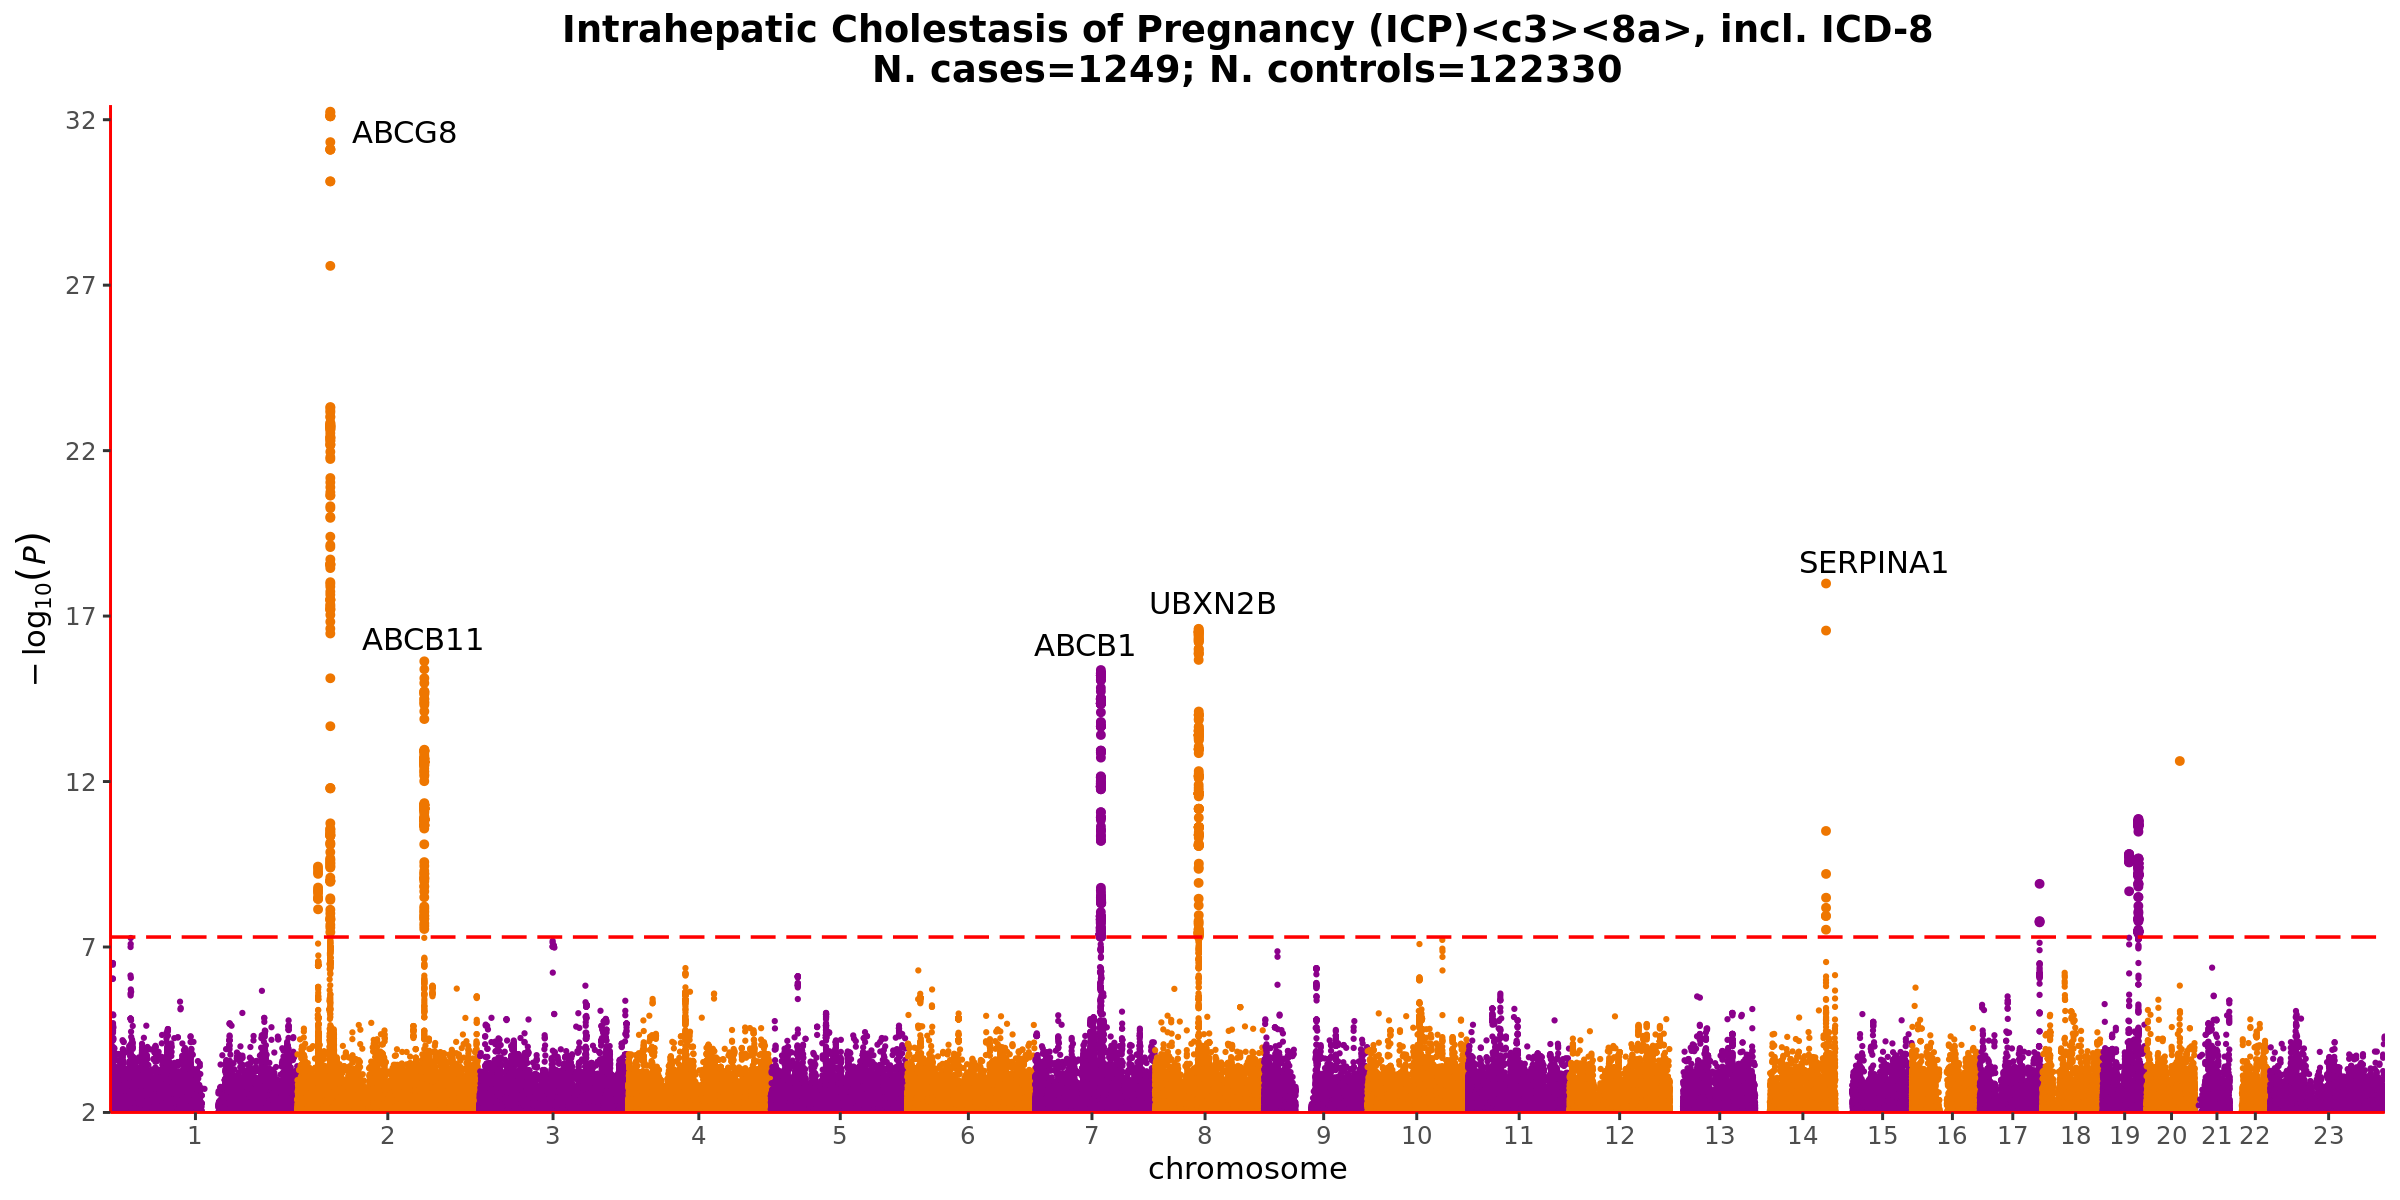 Intrahepatic Cholestasis of Pregnancy (ICP)<c3><8a>, incl. ICD-8
N. cases=1249; N. controls=122330
32
ABCG8
27
22
17
12
7
2
−log10(P)
ABCB11
ABCB1
UBXN2B
SERPINA1
1 2 3 4 5 6 7 8 9 10 11 12 13 14 15 16 17 18 19 20 21 22 23
chromosome